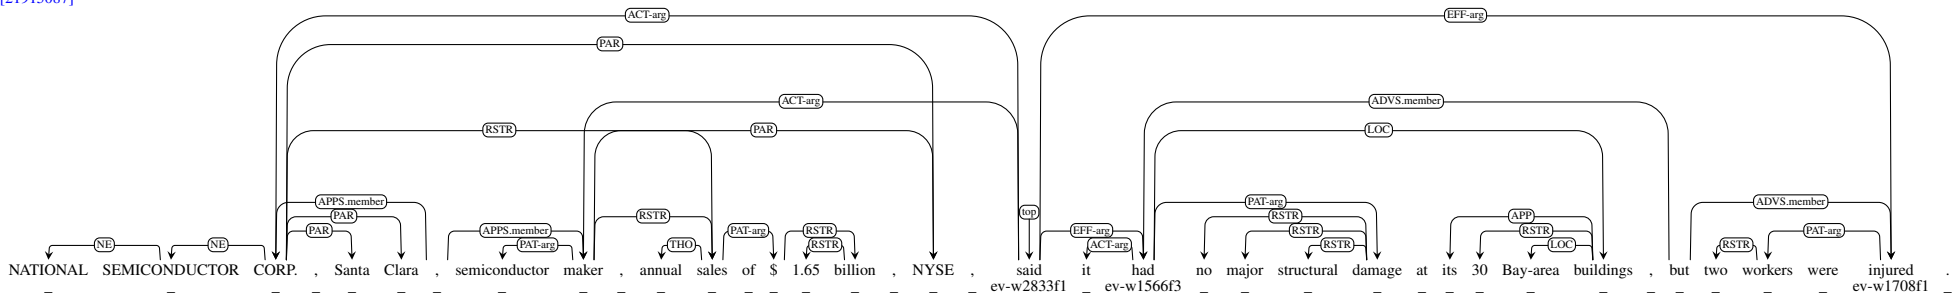 ACT-arg EFF-arg
PAR
ACT-arg ADVS.member
RSTR PAR LOC
APPS.member top PAT-arg ADVS.member
PAR RSTR RSTR APP
PAR APPS.member PAT-arg RSTR EFF-arg RSTR RSTR PAT-arg
NE NE PAT-arg THO RSTR ACT-arg RSTR LOC RSTR
NATIONAL SEMICONDUCTOR CORP. , Santa Clara , semiconductor maker , annual sales of $ 1.65 billion , NYSE , said it had no major structural damage at its 30 Bay-area buildings , but two workers were injured .
_ _ _ _ _ _ _ _ _ _ _ _ _ _ _ _ _ _ _ ev-w2833f1 _ ev-w1566f3 _ _ _ _ _ _ _ _ _ _ _ _ _ _ ev-w1708f1 _